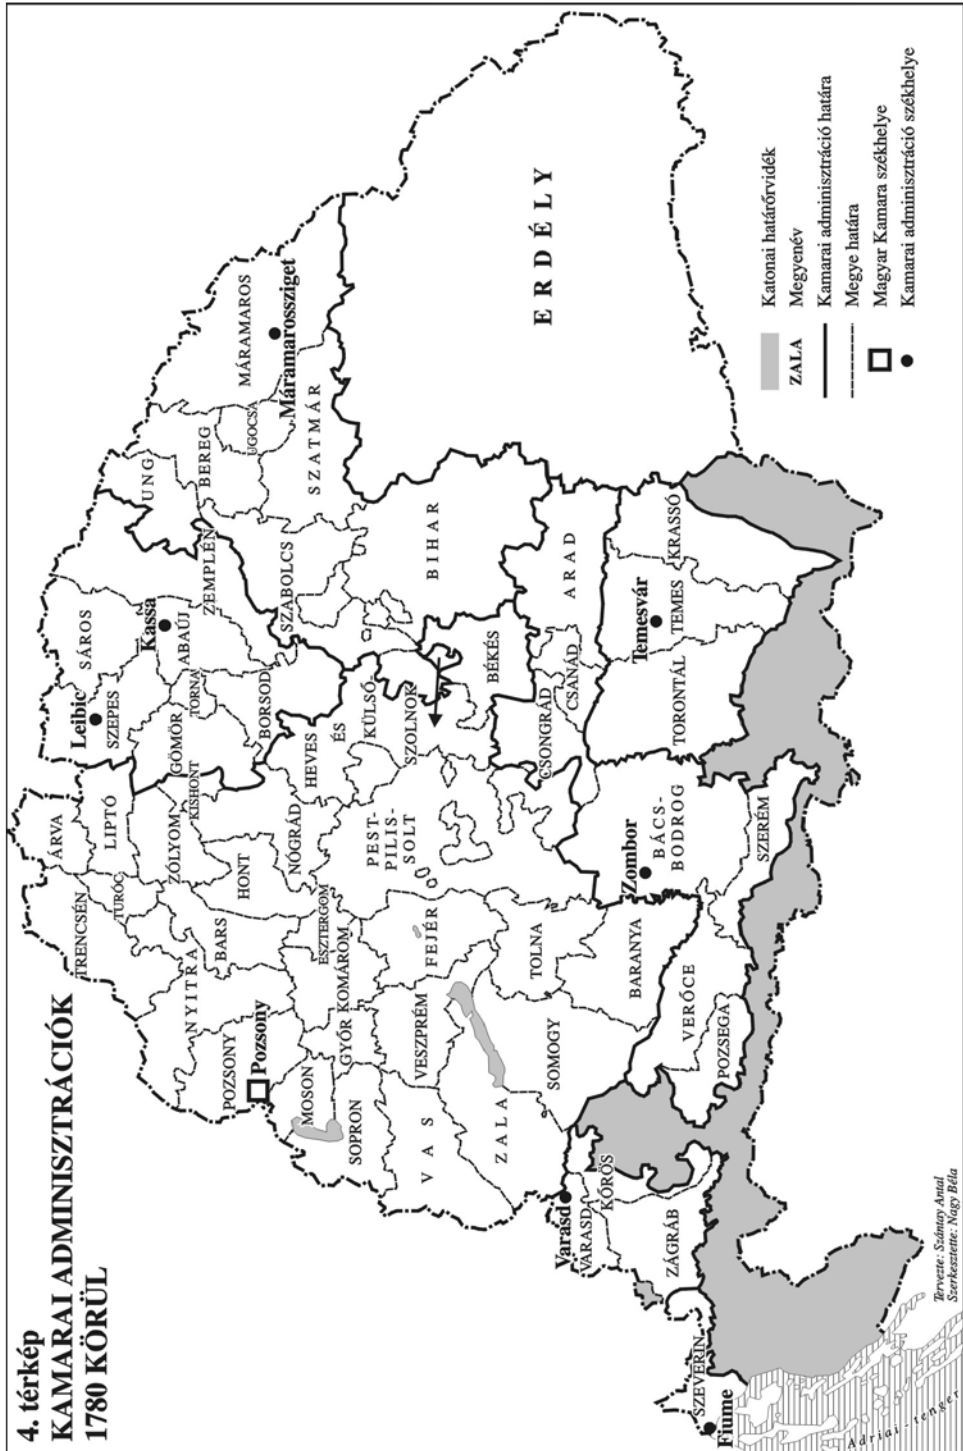 4. térkép
KAMARAI ADMINISZTRÁCIÓK
1780 KÖRÜL
ÁRVA
TRENCSÉN
LIPTÓ
TURÓC
Leibic
SZEPES
SÁROS
Kassa
ABAÚJ
TORNA
ZEMPLÉN
UNG
BEREG
UGOCSA
MÁRAMAROS
Máramarossziget
SZATMÁR
NYITRA
BARS
ZÓLYOM
KISHONT
GÖMÖR
HONT
NÓGRÁD
BORSOD
HEVES
ÉS
KÜLSŐ-
SZOLNOK
SZABOLCS
POZSONY
Pozsony
MOSON
SOPRON
GYŐR
KOMÁROM
ESZTERGOM
PEST-
PILIS-
SOLT
BIHAR
ERDÉLY
VAS
VESZPRÉM
FEJÉR
ZALA
SOMOGY
TOLNA
BARANYA
CSONGRÁD
CSANÁD
BÉKÉS
ARAD
Zombor
BÁCS-
BODROG
TORONTÁL
Temesvár
TEMES
KRASSÓ
SZERÉM
VERŐCE
POZSEGA
Varasd
VARASD
KŐRÖS
ZÁGRÁB
SZEVERIN
Fiume
Adriai-tenger
Katonai határőrvidék
ZALA Megyenév
Kamarai adminisztráció határa
Megye határa
Magyar Kamara székhelye
Kamarai adminisztráció székhelye
Tervezte: Szántay Antal
Szerkesztette: Nagy Béla